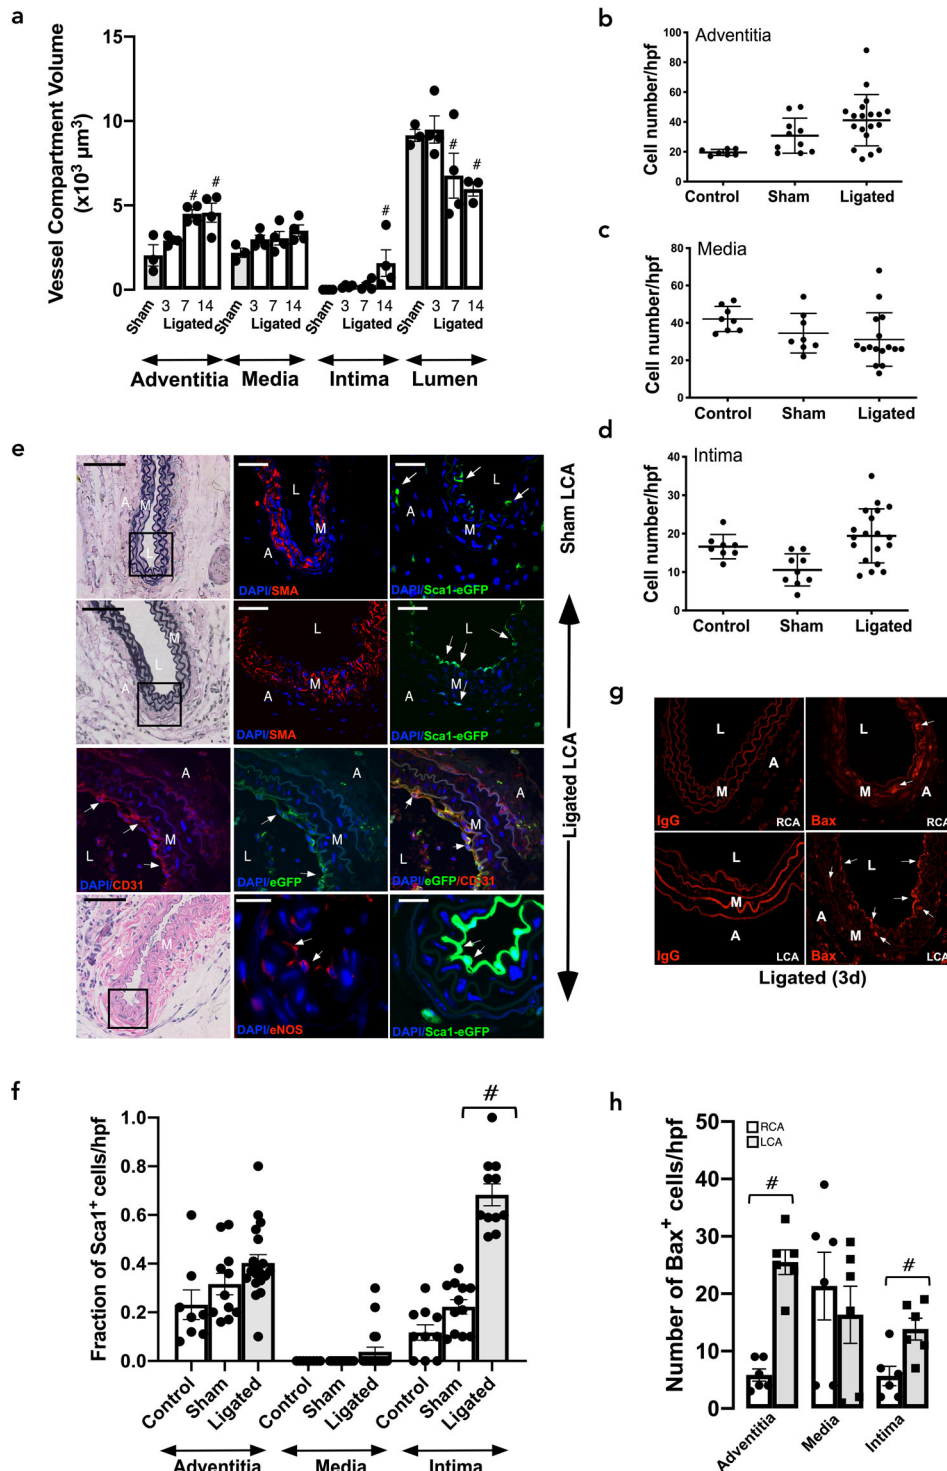 a
Vessel Compartment Volume
(x10³ µm³)
15
10
5
0
#
#
#
#
#
Sham
3
7
14
Sham
3
7
14
Sham
3
7
14
Sham
3
7
14
Ligated
Ligated
Ligated
Ligated
Adventitia
Media
Intima
Lumen
b
Adventitia
Cell number/hpf
100
80
60
40
20
0
Control
Sham
Ligated
c
Media
Cell number/hpf
80
60
40
20
0
Control
Sham
Ligated
d
Intima
Cell number/hpf
40
30
20
10
0
Control
Sham
Ligated
e
A
M
L
L
A
M
DAPI/SMA
L
A
M
DAPI/Sca1-eGFP
Sham LCA
M
L
A
L
A
M
DAPI/SMA
L
A
M
DAPI/Sca1-eGFP
A
M
L
DAPI/CD31
A
M
L
DAPI/eGFP
A
M
L
eGFP/CD31
A
M
DAPI/eNOS
DAPI/Sca1-eGFP
Ligated LCA
g
L
M
A
IgG
RCA
L
M
A
Bax
RCA
L
M
A
IgG
LCA
L
A
M
Bax
LCA
Ligated (3d)
f
Fraction of Sca1⁺ cells/hpf
1.0
0.8
0.6
0.4
0.2
0.0
#
Control
Sham
Ligated
Control
Sham
Ligated
Control
Sham
Ligated
Adventitia
Media
Intima
h
Number of Bax⁺ cells/hpf
50
40
30
20
10
0
RCA
LCA
#
#
Adventitia
Media
Intima